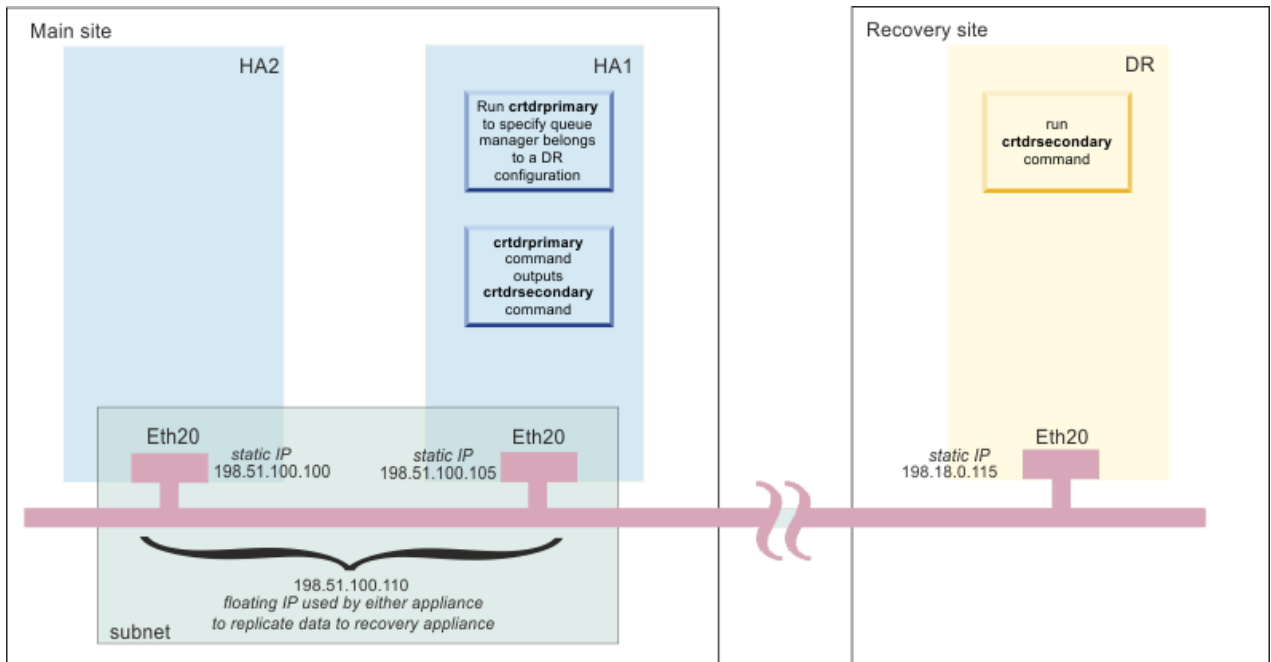 Main site
HA2
HA1
Run crtdrprimary
to specify queue
manager belongs
to a DR
configuration
crtdrprimary
command
outputs
crtdrsecondary
command
Eth20
static IP
198.51.100.100
Eth20
static IP
198.51.100.105
198.51.100.110
floating IP used by either appliance
to replicate data to recovery appliance
subnet
Recovery site
DR
run
crtdrsecondary
command
Eth20
static IP
198.18.0.115